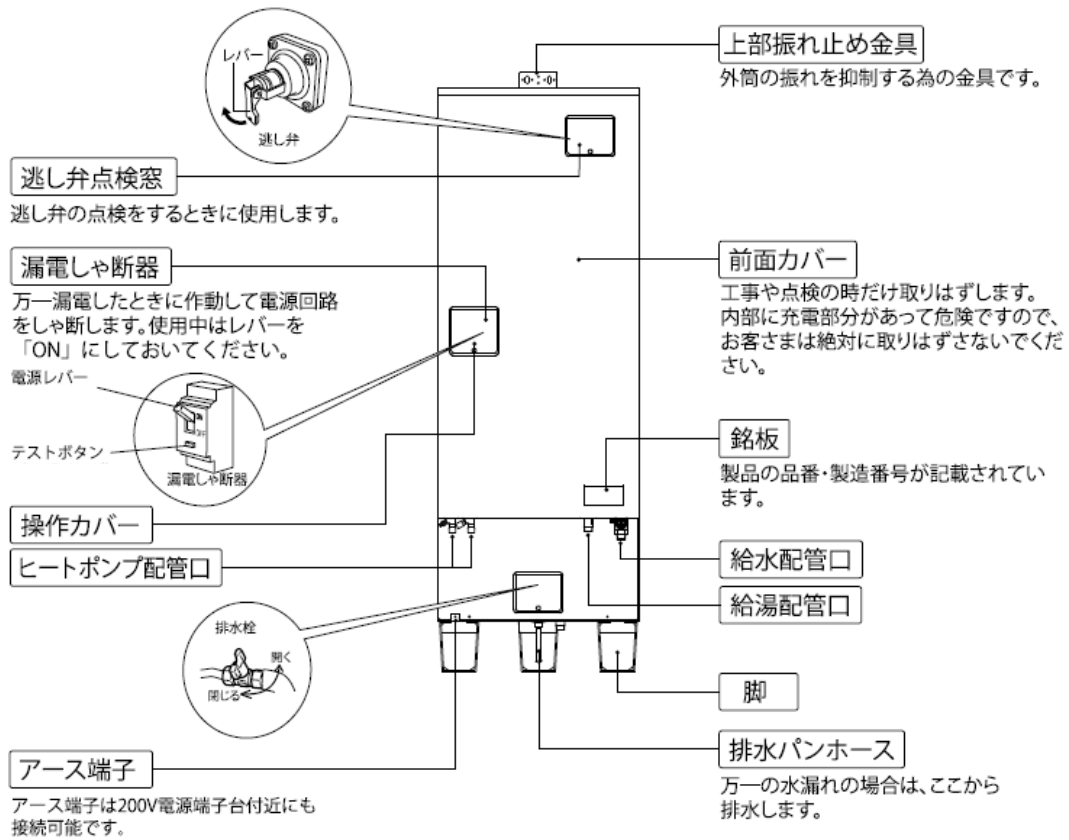 レバー
逃し弁
逃し弁点検窓
逃し弁の点検をするときに使用します。
漏電しゃ断器
万一漏電したときに作動して電源回路
をしゃ断します。使用中はレバーを
「ON」にしておいてください。
電源レバー
ON
OFF
テストボタン
漏電しゃ断器
操作カバー
ヒートポンプ配管口
排水栓
開く
閉じる
アース端子
アース端子は200V電源端子台付近にも
接続可能です。
上部振れ止め金具
外筒の振れを抑制する為の金具です。
前面カバー
工事や点検の時だけ取りはずします。
内部に充電部分があって危険ですので、
お客さまは絶対に取りはずさないでくだ
さい。
銘板
製品の品番・製造番号が記載されてい
ます。
給水配管口
給湯配管口
脚
排水パンホース
万一の水漏れの場合は、ここから
排水します。